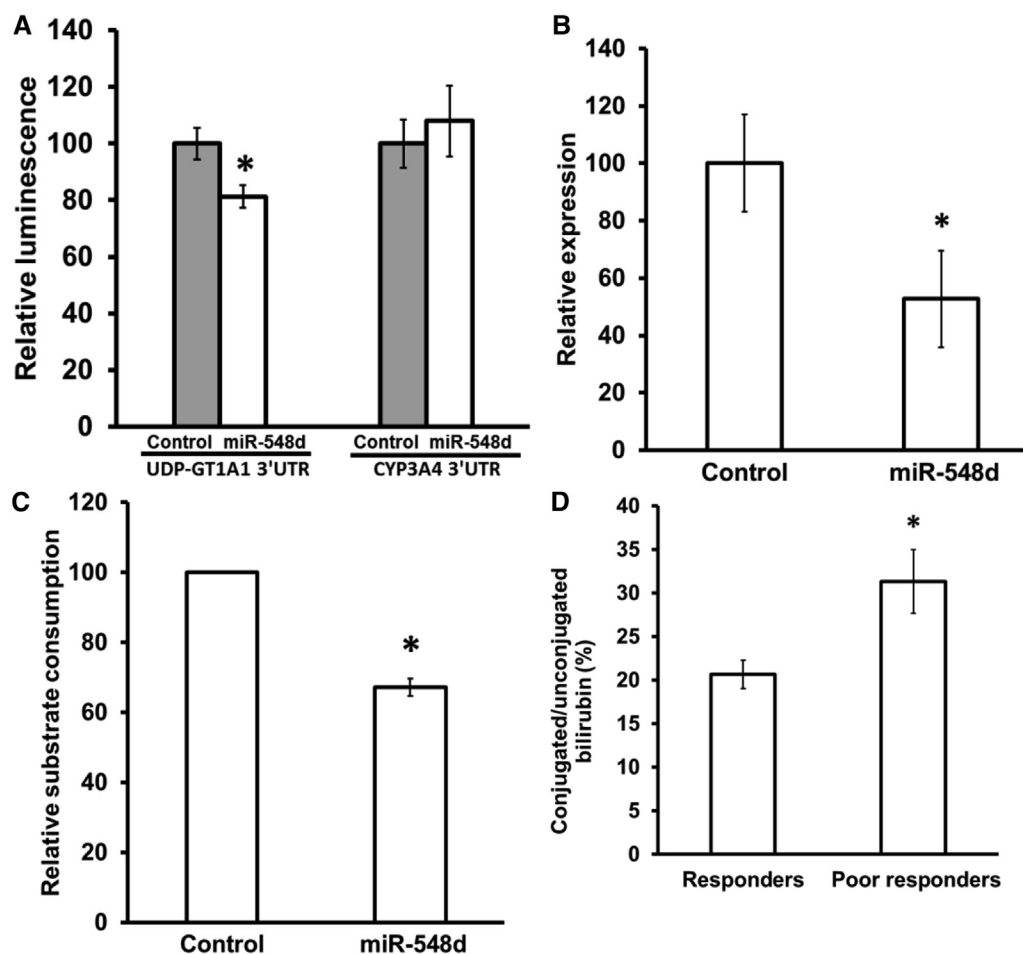 A
Relative luminescence
140
120
100
80
60
40
20
0
*
Control miR-548d Control miR-548d
UDP-GT1A1 3'UTR CYP3A4 3'UTR
B
Relative expression
140
120
100
80
60
40
20
0
*
Control miR-548d
C
Relative substrate consumption
120
100
80
60
40
20
0
*
Control miR-548d
D
Conjugated/unconjugated
bilirubin (%)
40
35
30
25
20
15
10
5
0
*
Responders Poor responders